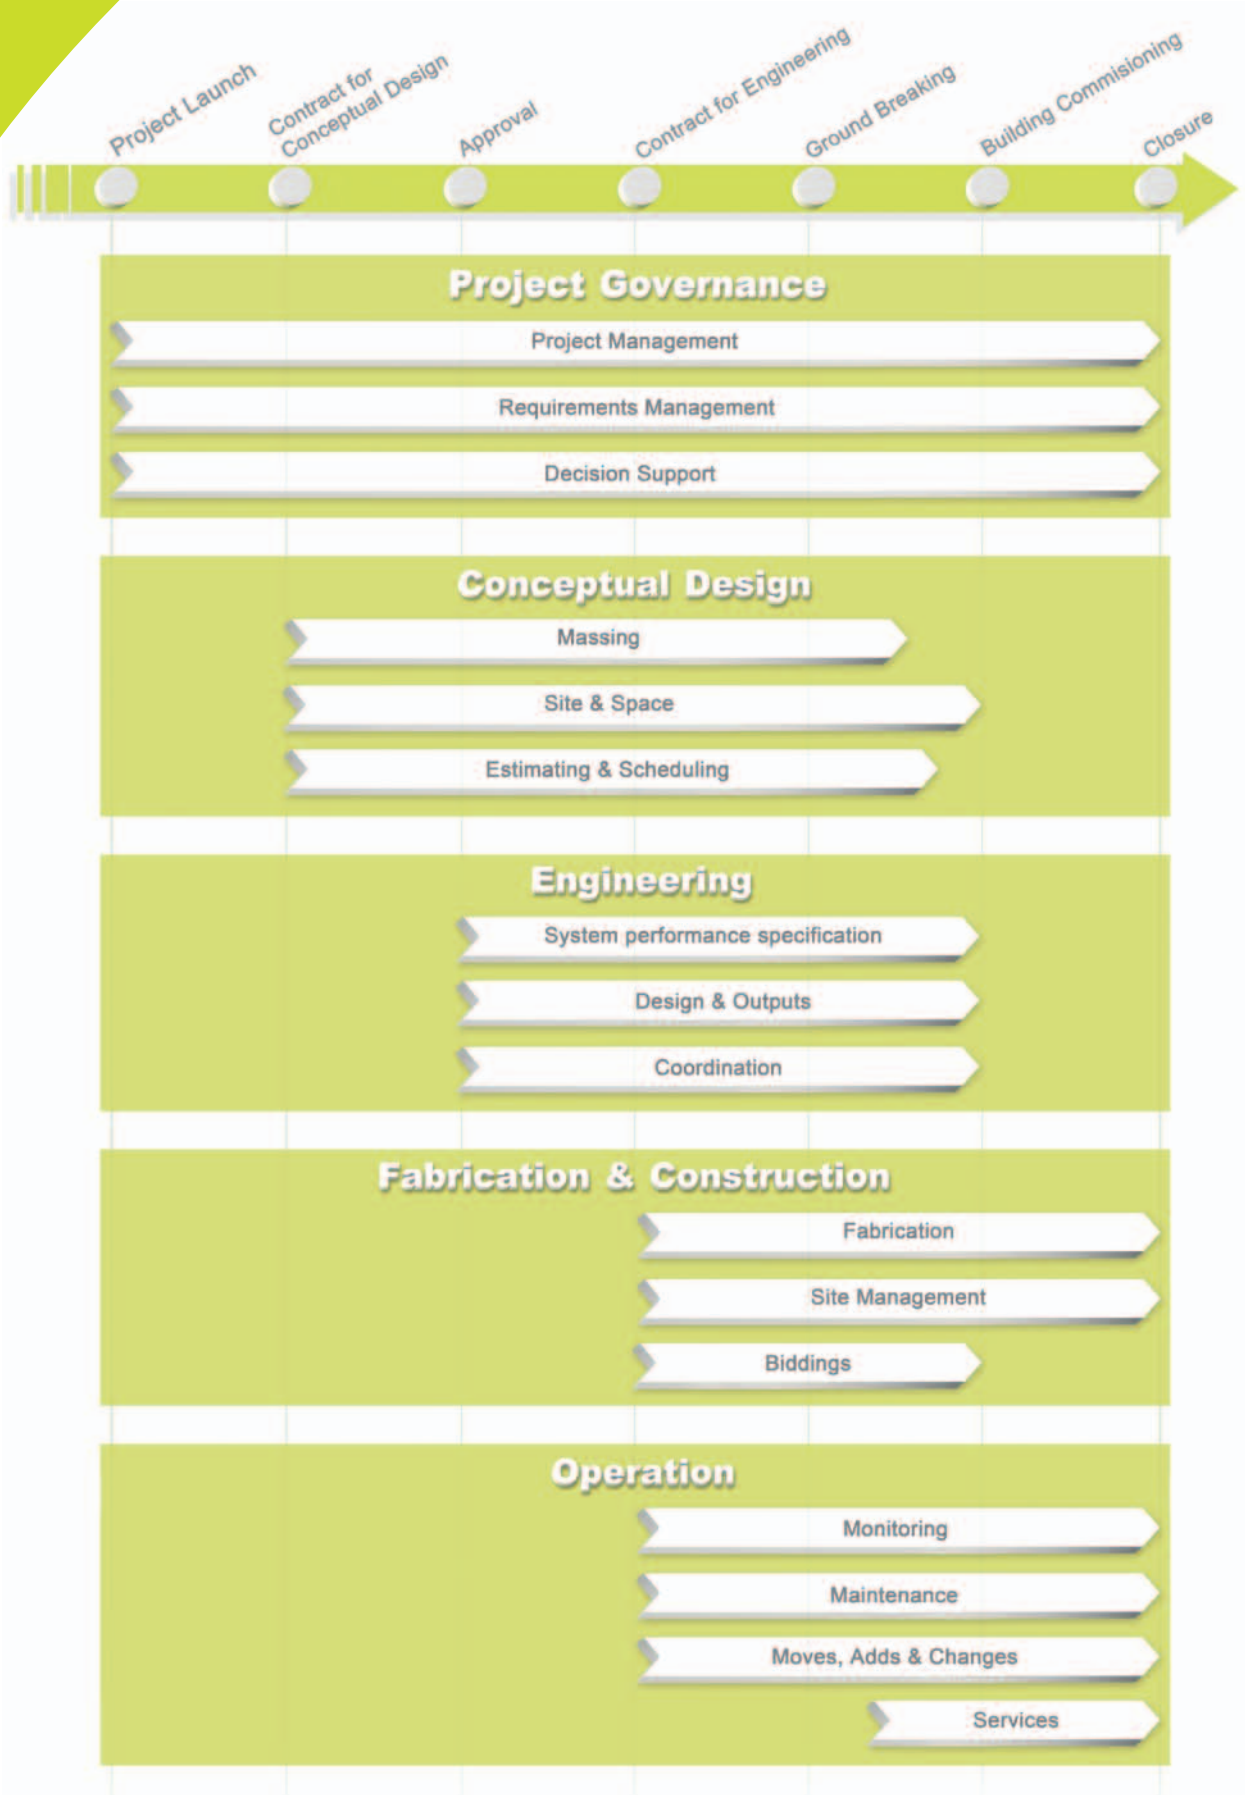 Project Launch
Contract for
Conceptual Design
Approval
Contract for Engineering
Ground Breaking
Building Commisioning
Closure
Project Governance
Project Management
Requirements Management
Decision Support
Conceptual Design
Massing
Site & Space
Estimating & Scheduling
Engineering
System performance specification
Design & Outputs
Coordination
Fabrication & Construction
Fabrication
Site Management
Biddings
Operation
Monitoring
Maintenance
Moves, Adds & Changes
Services